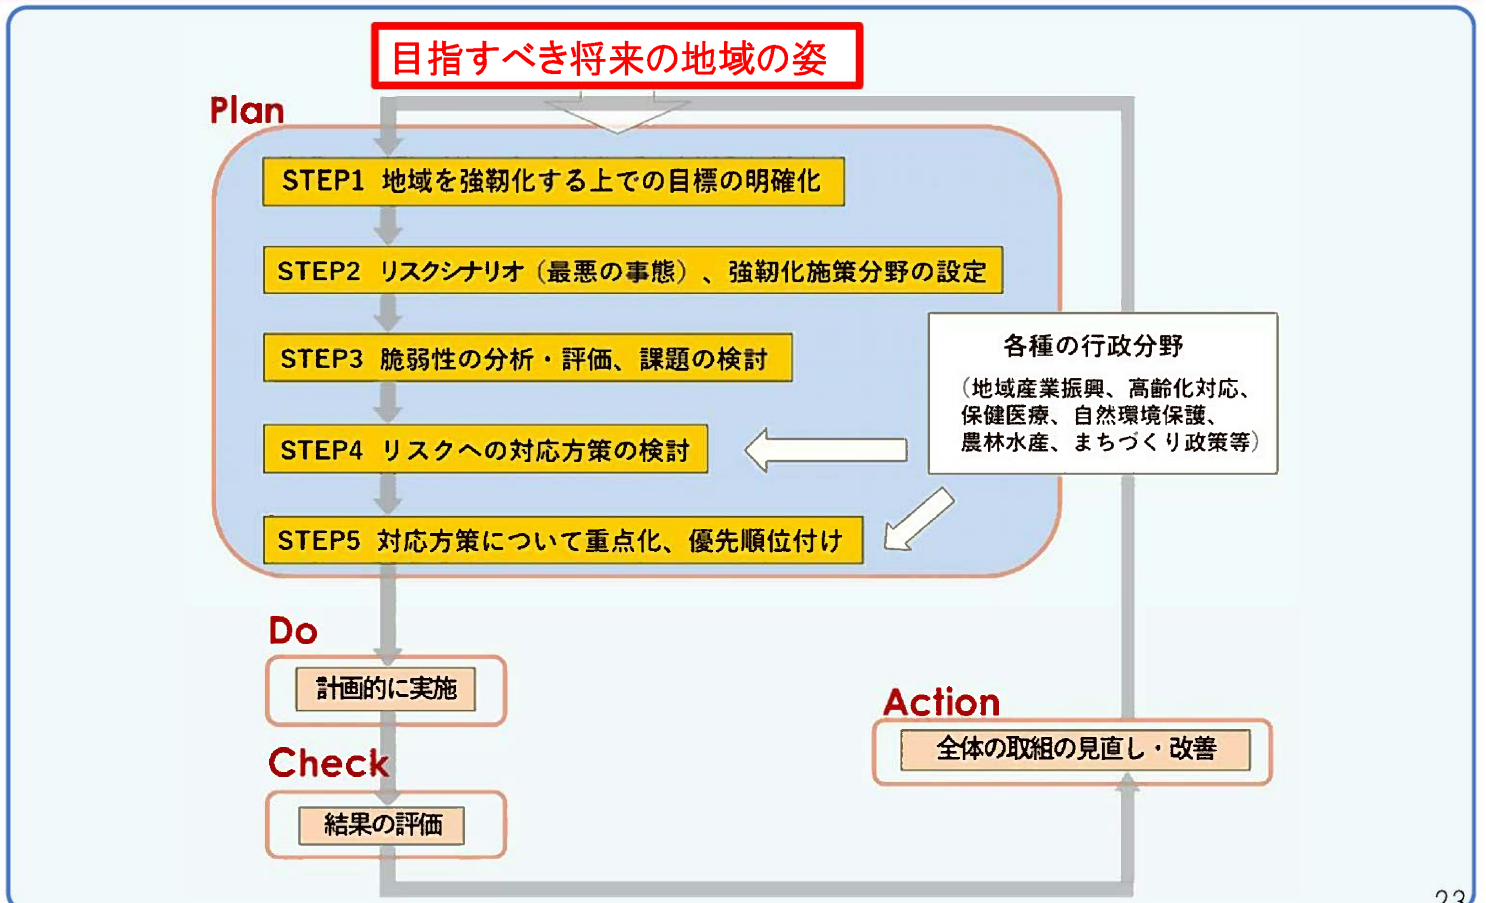 目指すべき将来の地域の姿
Plan
STEP1 地域を強靭化する上での目標の明確化
STEP2 リスクシナリオ（最悪の事態）、強靭化施策分野の設定
STEP3 脆弱性の分析・評価、課題の検討
STEP4 リスクへの対応方策の検討
STEP5 対応方策について重点化、優先順位付け
各種の行政分野
（地域産業振興、高齢化対応、
保健医療、自然環境保護、
農林水産、まちづくり政策等）
Do
計画的に実施
Check
結果の評価
Action
全体の取組の見直し・改善
23